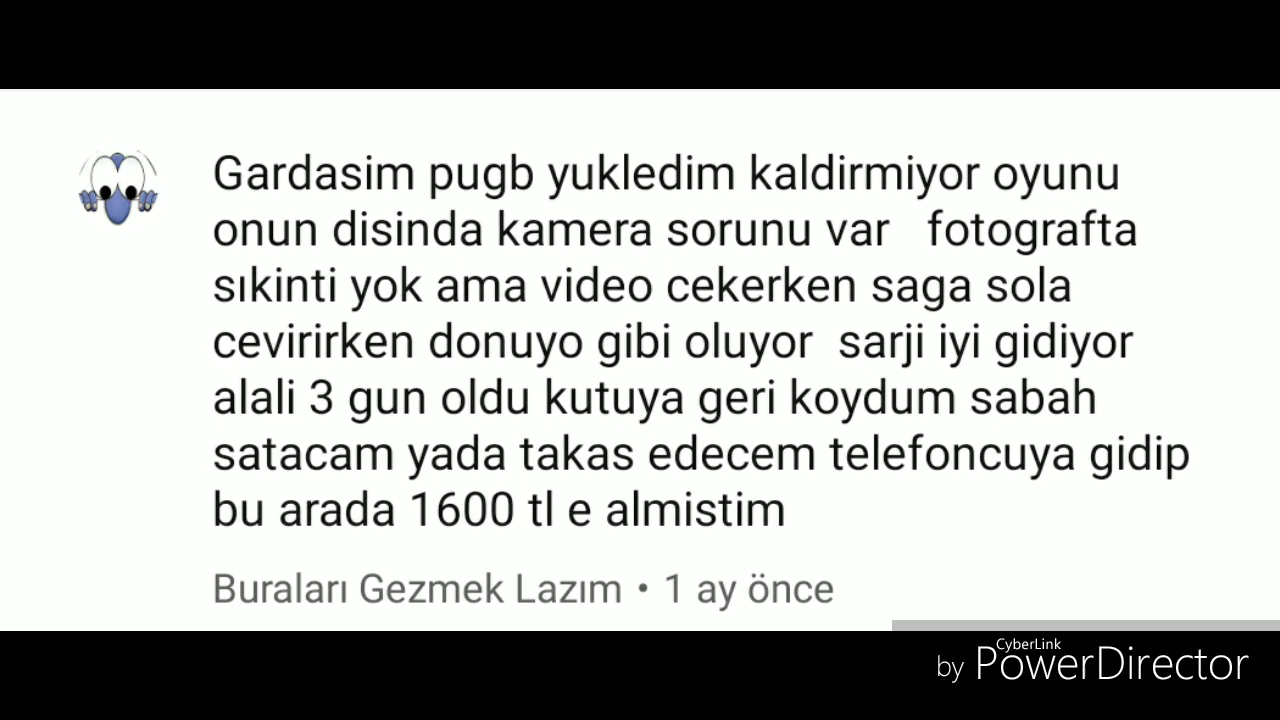 Gardasim pugb yukledim kaldirmiyor oyunu
onun disinda kamera sorunu var   fotografta
sıkinti yok ama video cekerken saga sola
cevirirken donuyo gibi oluyor  sarji iyi gidiyor
alali 3 gun oldu kutuya geri koydum sabah
satacam yada takas edecem telefoncuya gidip
bu arada 1600 tl e almistim
Buraları Gezmek Lazım • 1 ay önce
CyberLink
by PowerDirector